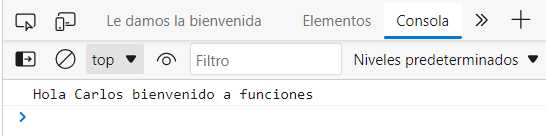 Le damos la bienvenida Elementos Consola
top Filtro Niveles predeterminados
Hola Carlos bienvenido a funciones